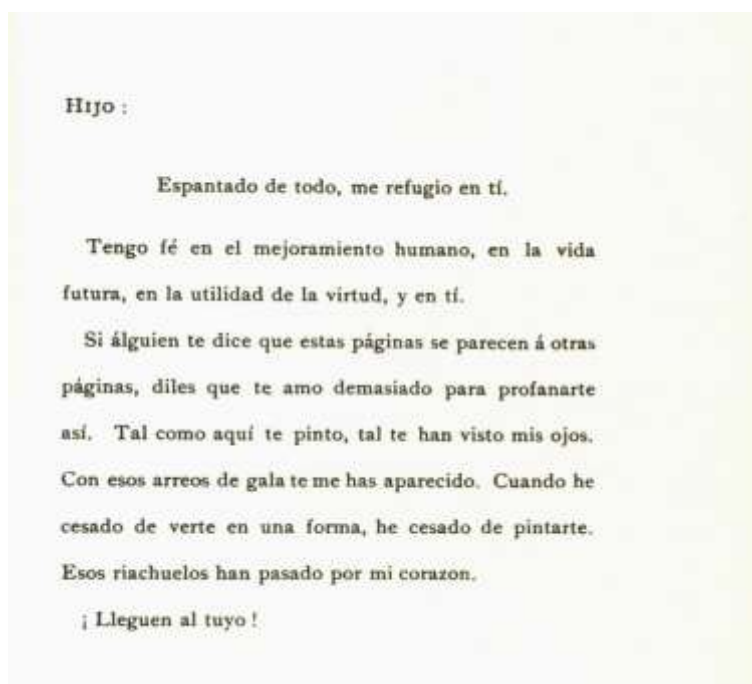 Hijo :
Espantado de todo, me refugio en tí.
Tengo fé en el mejoramiento humano, en la vida
futura, en la utilidad de la virtud, y en tí.
Si álguien te dice que estas páginas se parecen á otras
páginas, diles que te amo demasiado para profanarte
así. Tal como aquí te pinto, tal te han visto mis ojos.
Con esos arreos de gala te me has aparecido. Cuando he
cesado de verte en una forma, he cesado de pintarte.
Esos riachuelos han pasado por mi corazon.
¡ Lleguen al tuyo !